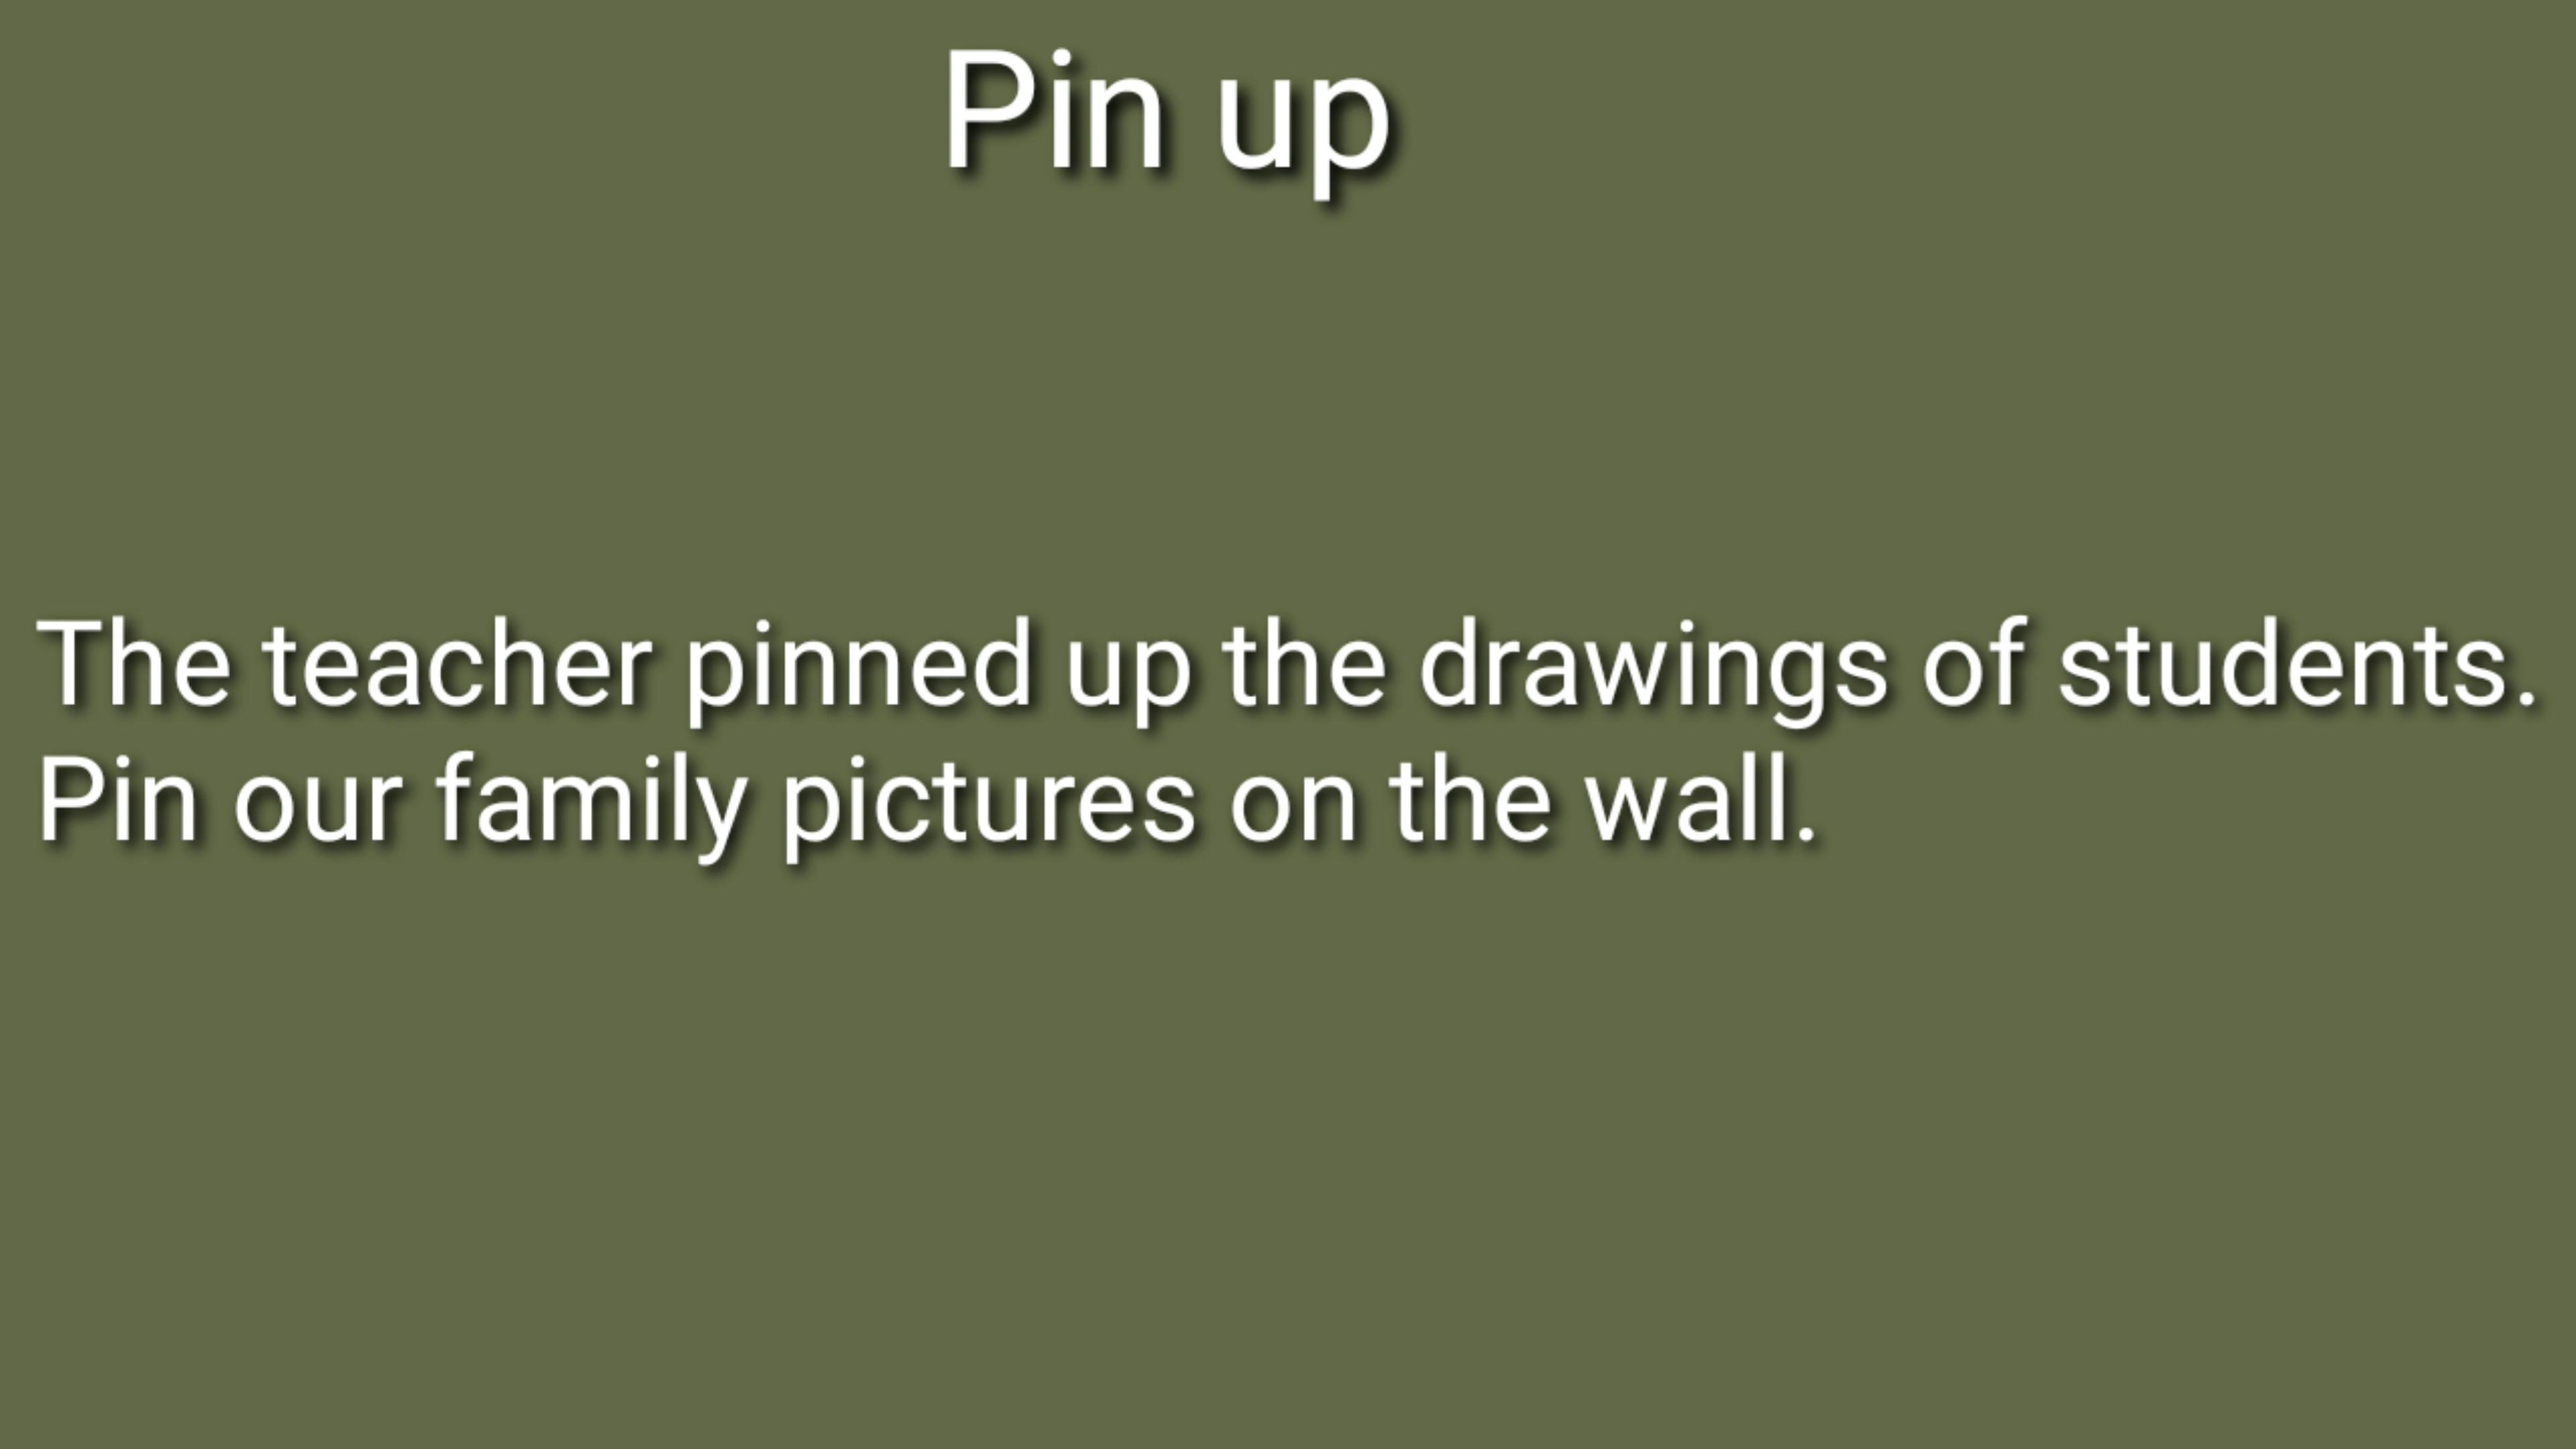 Pin up
The teacher pinned up the drawings of students.
Pin our family pictures on the wall.